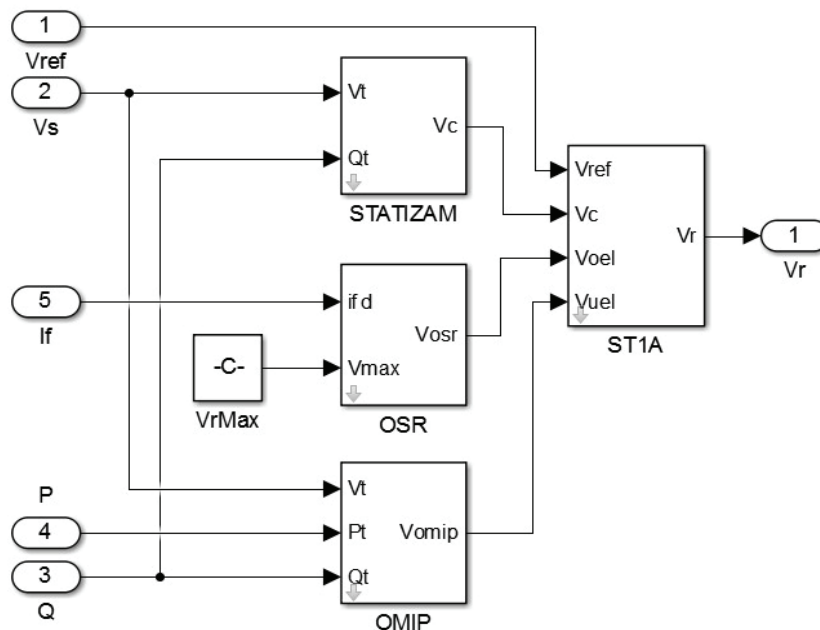 1
Vref
2
Vs
Vt
Qt
Vc
STATIZAM
Vref
Vc
Voel
Vuel
Vr
ST1A
1
Vr
5
If
-C-
VrMax
ifd
Vmax
Vosr
OSR
P
4
3
Q
Vt
Pt
Qt
Vomip
OMIP